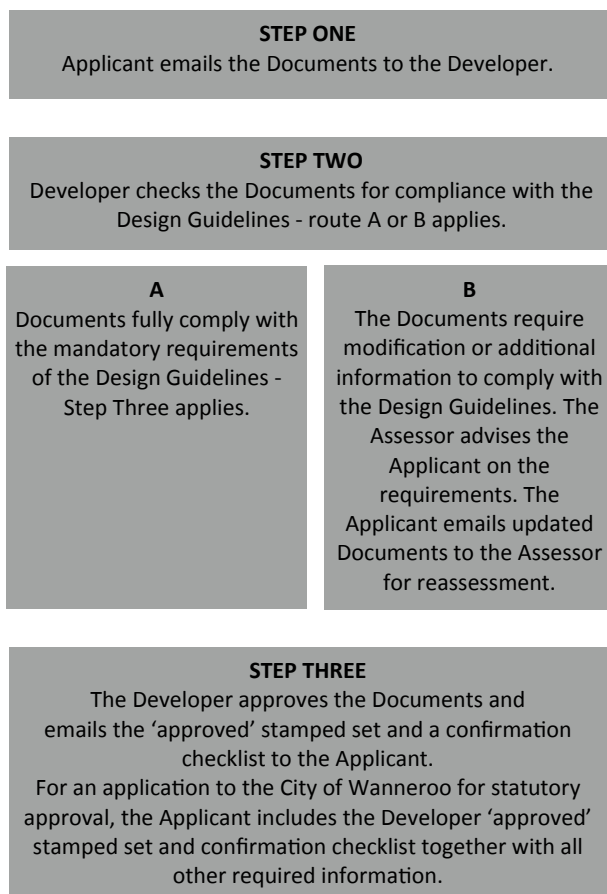 STEP ONE
Applicant emails the Documents to the Developer.
STEP TWO
Developer checks the Documents for compliance with the
Design Guidelines - route A or B applies.
A
Documents fully comply with
the mandatory requirements
of the Design Guidelines -
Step Three applies.
B
The Documents require
modification or additional
information to comply with
the Design Guidelines. The
Assessor advises the
Applicant on the
requirements. The
Applicant emails updated
Documents to the Assessor
for reassessment.
STEP THREE
The Developer approves the Documents and
emails the ‘approved’ stamped set and a confirmation
checklist to the Applicant.
For an application to the City of Wanneroo for statutory
approval, the Applicant includes the Developer ‘approved’
stamped set and confirmation checklist together with all
other required information.